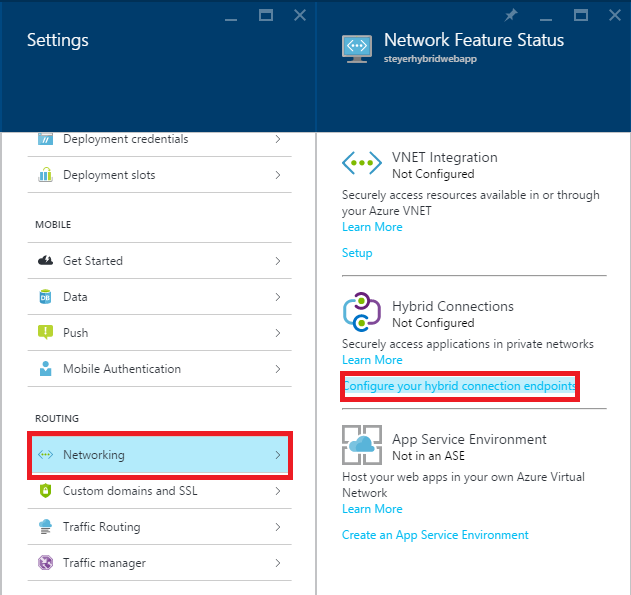 Settings
Deployment credentials
Deployment slots
MOBILE
Get Started
Data
Push
Mobile Authentication
ROUTING
Networking
Custom domains and SSL
Traffic Routing
Traffic manager
Network Feature Status
steyerhybridwebapp
VNET Integration
Not Configured
Securely access resources available in or through
your Azure VNET
Learn More
Setup
Hybrid Connections
Not Configured
Securely access applications in private networks
Learn More
Configure your hybrid connection endpoints
App Service Environment
Not in an ASE
Host your web apps in your own Azure Virtual
Network
Learn More
Create an App Service Environment